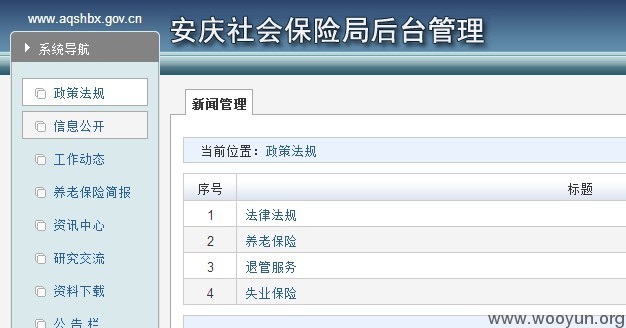 www.aqshbx.gov.cn
安庆社会保险局后台管理
系统导航
政策法规
信息公开
工作动态
养老保险简报
资讯中心
研究交流
资料下载
公 告 栏
新闻管理
当前位置：政策法规
序号 标题
1 法律法规
2 养老保险
3 退管服务
4 失业保险
www.wooyun.org